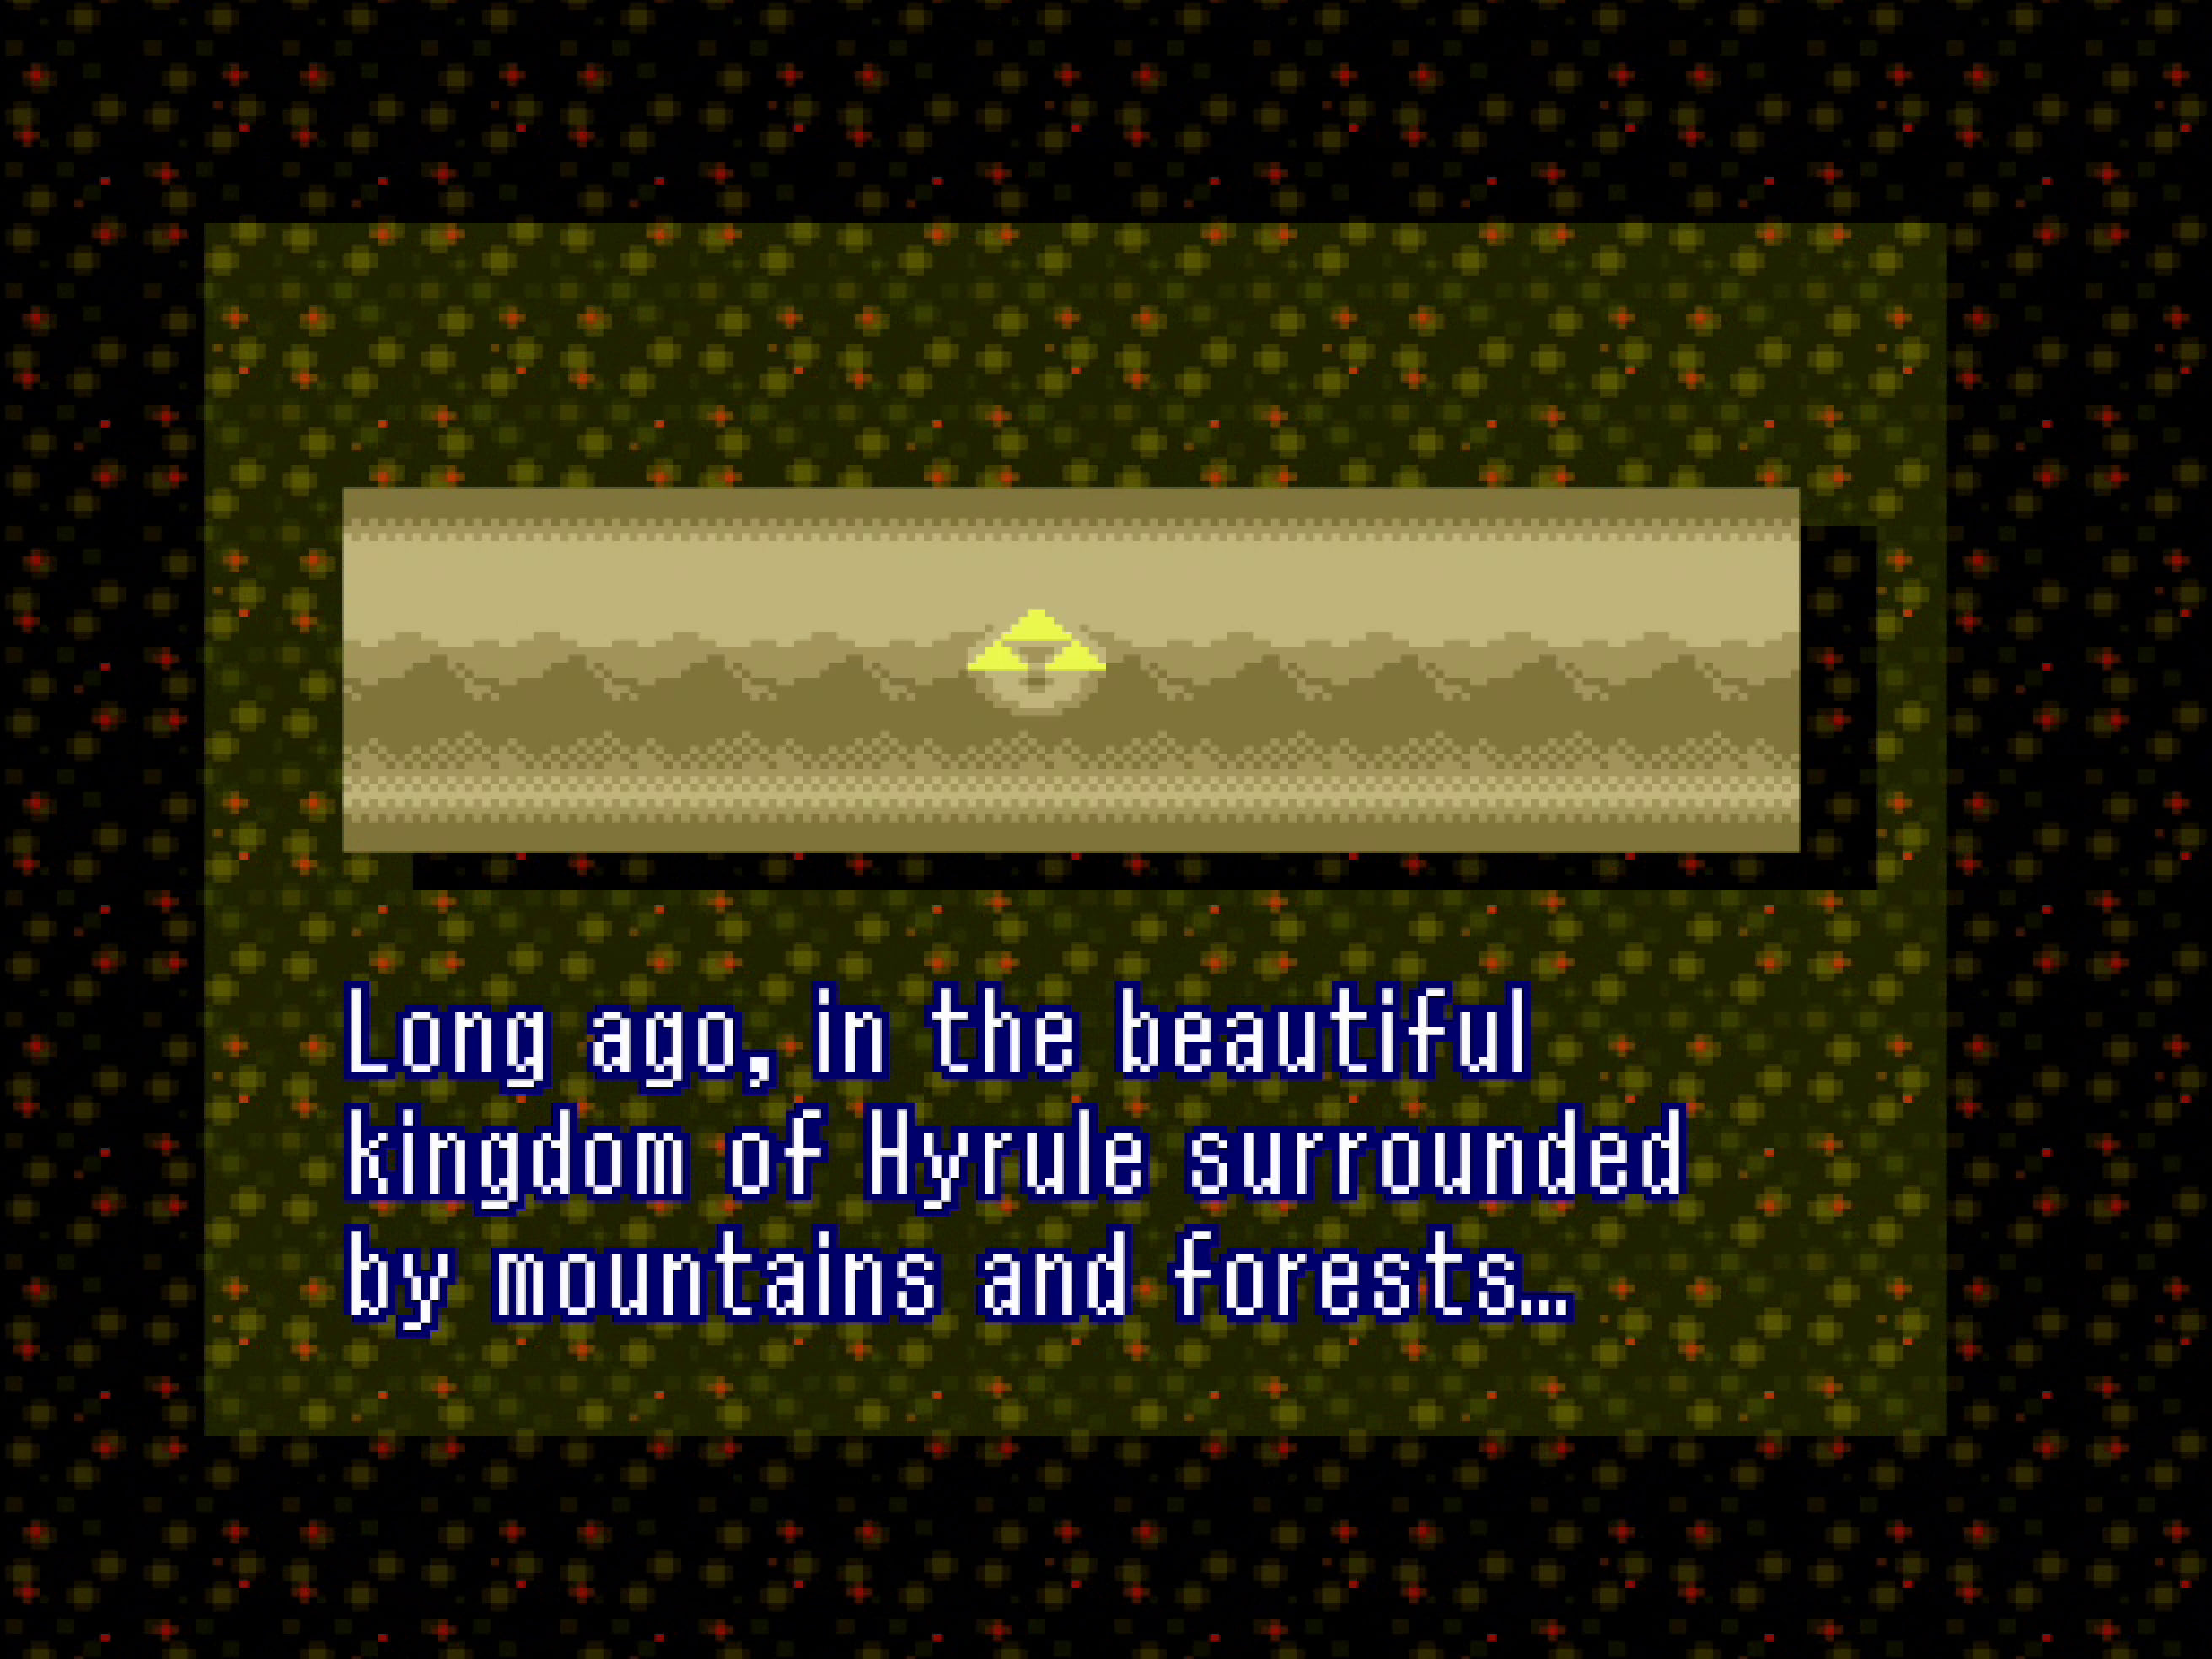 Long ago, in the beautiful
kingdom of Hyrule surrounded
by mountains and forests…